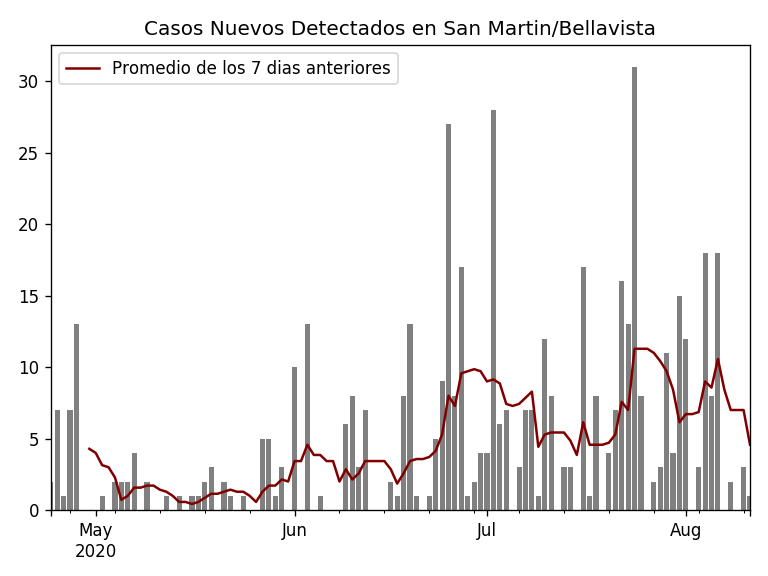 Casos Nuevos Detectados en San Martin/Bellavista
Promedio de los 7 dias anteriores
30
25
20
15
10
5
0
May
2020
Jun
Jul
Aug